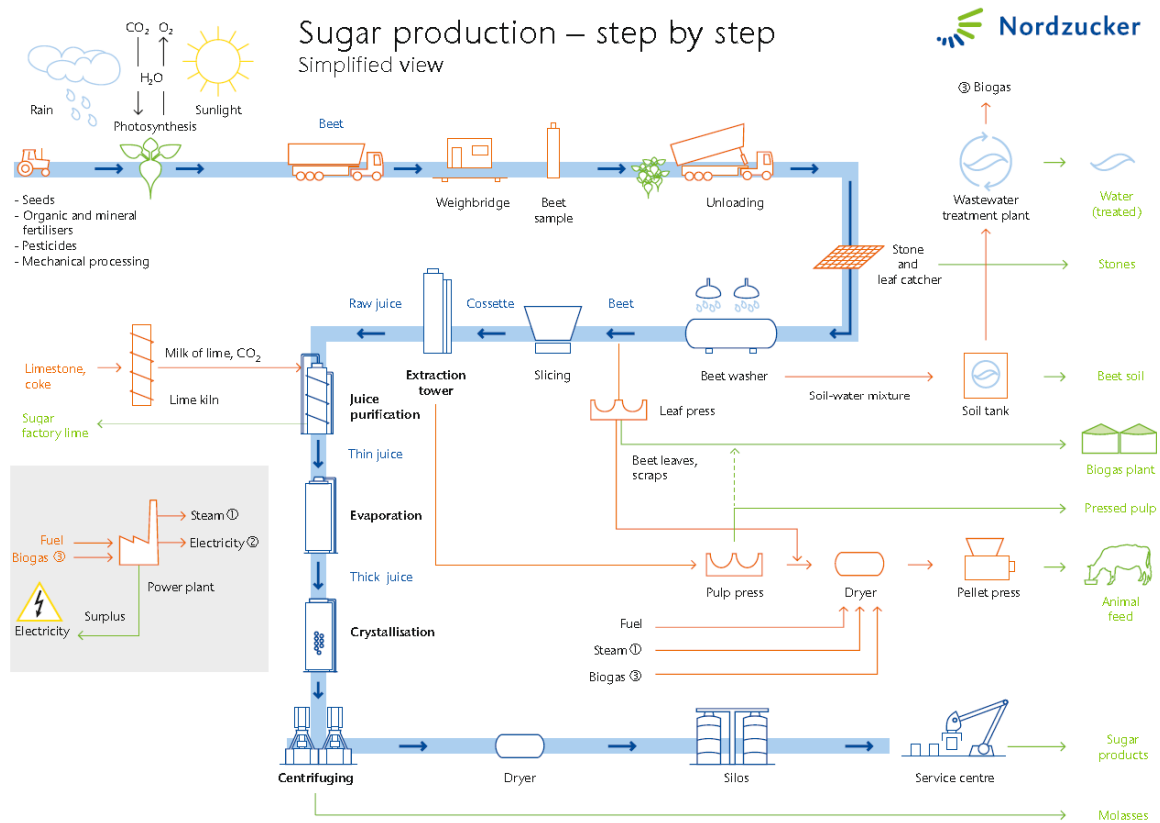 Sugar production – step by step
Simplified view
Nordzucker
CO₂ O₂
H₂O
Rain
Sunlight
Photosynthesis
- Seeds
- Organic and mineral
fertilisers
- Pesticides
- Mechanical processing
Beet
Weighbridge
Beet
sample
Unloading
③ Biogas
Wastewater
treatment plant
Water
(treated)
Stone
and
leaf catcher
Stones
Raw juice
Cossette
Beet
Limestone,
coke
Milk of lime, CO₂
Lime kiln
Sugar
factory lime
Juice
purification
Extraction
tower
Slicing
Beet washer
Soil-water mixture
Soil tank
Beet soil
Leaf press
Beet leaves,
scraps
Biogas plant
Thin juice
Evaporation
Pressed pulp
Steam ①
Fuel
Electricity ②
Biogas ③
Power plant
Surplus
Electricity
Thick juice
Crystallisation
Pulp press
Dryer
Pellet press
Animal
feed
Fuel
Steam ①
Biogas ③
Centrifuging
Dryer
Silos
Service centre
Sugar
products
Molasses